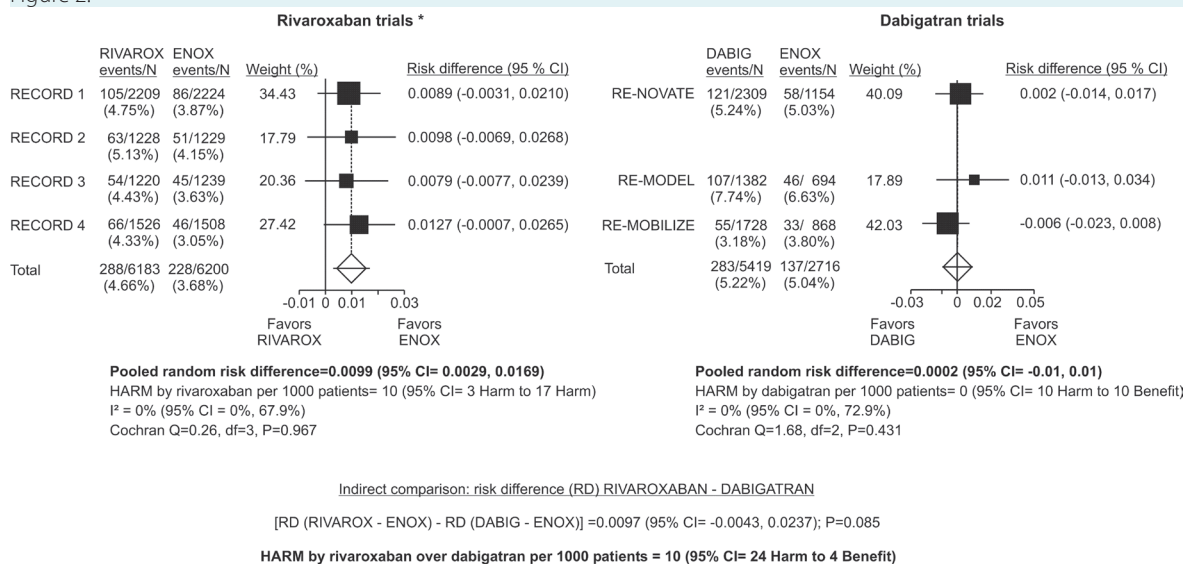 Figure 2.
Rivaroxaban trials * Dabigatran trials
RIVAROX ENOX DABIG ENOX
events/N events/N Weight (%) Risk difference (95 % CI) events/N events/N Weight (%) Risk difference (95 % CI)
RECORD 1 105/2209 86/2224 34.43 0.0089 (-0.0031, 0.0210) RE-NOVATE 121/2309 58/1154 40.09 0.002 (-0.014, 0.017)
(4.75%) (3.87%) (5.24%) (5.03%)
RECORD 2 63/1228 51/1229 17.79 0.0098 (-0.0069, 0.0268)
(5.13%) (4.15%)
RECORD 3 54/1220 45/1239 20.36 0.0079 (-0.0077, 0.0239) RE-MODEL 107/1382 46/ 694 17.89 0.011 (-0.013, 0.034)
(4.43%) (3.63%) (7.74%) (6.63%)
RECORD 4 66/1526 46/1508 27.42 0.0127 (-0.0007, 0.0265) RE-MOBILIZE 55/1728 33/ 868 42.03 -0.006 (-0.023, 0.008)
(4.33%) (3.05%) (3.18%) (3.80%)
Total 288/6183 228/6200 Total 283/5419 137/2716
(4.66%) (3.68%) (5.22%) (5.04%)
-0.01 0 0.01 0.03 -0.03 0 0.02 0.05
Favors Favors Favors Favors
RIVAROX ENOX DABIG ENOX
Pooled random risk difference=0.0099 (95% CI= 0.0029, 0.0169) Pooled random risk difference=0.0002 (95% CI= -0.01, 0.01)
HARM by rivaroxaban per 1000 patients= 10 (95% CI= 3 Harm to 17 Harm) HARM by dabigatran per 1000 patients= 0 (95% CI= 10 Harm to 10 Benefit)
I² = 0% (95% CI = 0%, 67.9%) I² = 0% (95% CI = 0%, 72.9%)
Cochran Q=0.26, df=3, P=0.967 Cochran Q=1.68, df=2, P=0.431
Indirect comparison: risk difference (RD) RIVAROXABAN - DABIGATRAN
[RD (RIVAROX - ENOX) - RD (DABIG - ENOX)] =0.0097 (95% CI= -0.0043, 0.0237); P=0.085
HARM by rivaroxaban over dabigatran per 1000 patients = 10 (95% CI= 24 Harm to 4 Benefit)